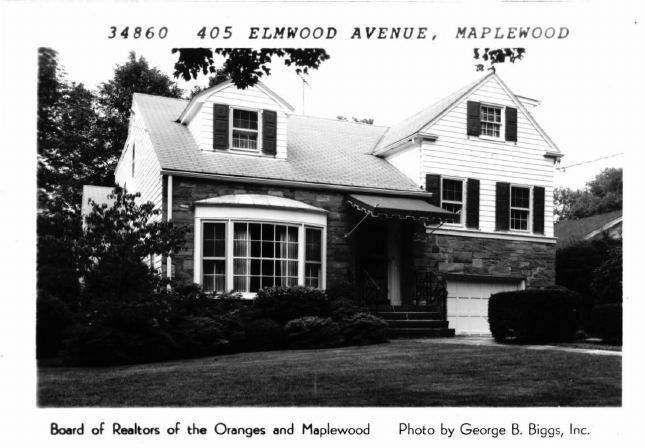 34860 405 ELMWOOD AVENUE, MAPLEWOOD
Board of Realtors of the Oranges and Maplewood Photo by George B. Biggs, Inc.